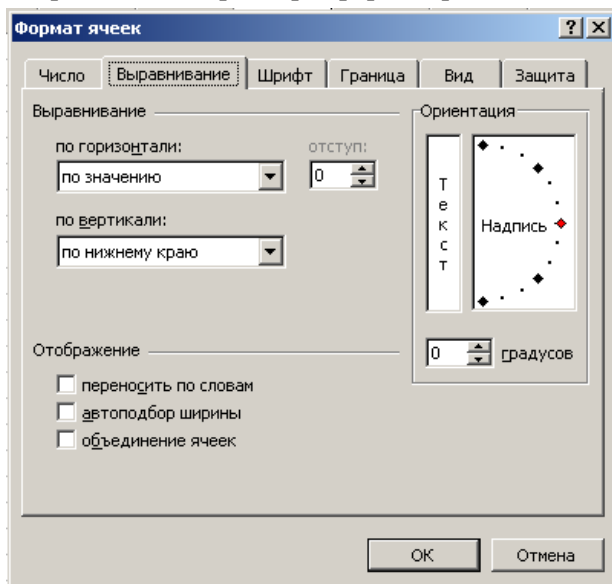 Формат ячеек
Число Выравнивание Шрифт Граница Вид Защита
Выравнивание
по горизонтали:
отступ:
по значению
0
по вертикали:
по нижнему краю
Ориентация
Текст
Надпись
0 градусов
Отображение
переносить по словам
автоподбор ширины
объединение ячеек
ОК Отмена